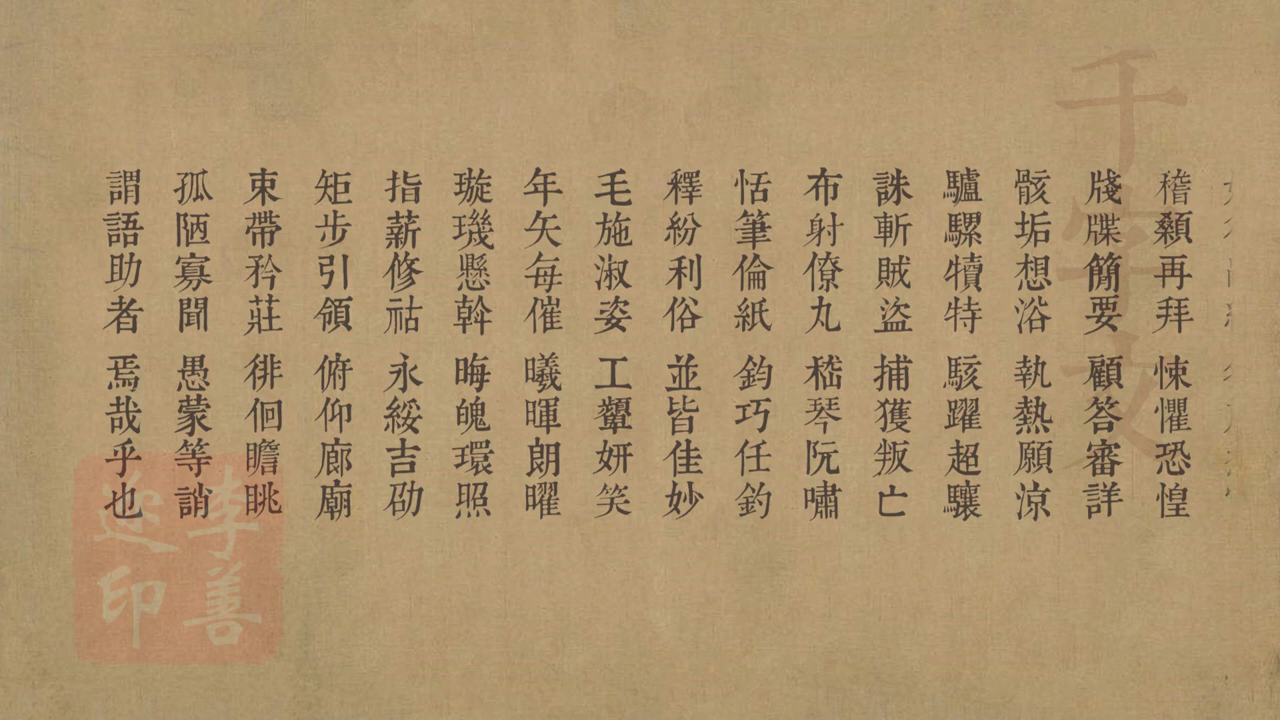 千字文
稽顙再拜 悚懼恐惶
牋牒簡要 顧答審詳
骸垢想浴 執熱願涼
驢騾犢特 駭躍超驤
誅斬賊盜 捕獲叛亡
布射僚丸 嵇琴阮嘯
恬筆倫紙 鈞巧任釣
釋紛利俗 並皆佳妙
毛施淑姿 工顰妍笑
年矢每催 曦暉朗曜
璇璣懸斡 晦魄環照
指薪修祜 永綏吉劭
矩步引領 俯仰廊廟
束帶矜莊 徘徊瞻眺
孤陋寡聞 愚蒙等誚
謂語助者 焉哉乎也
李善
印